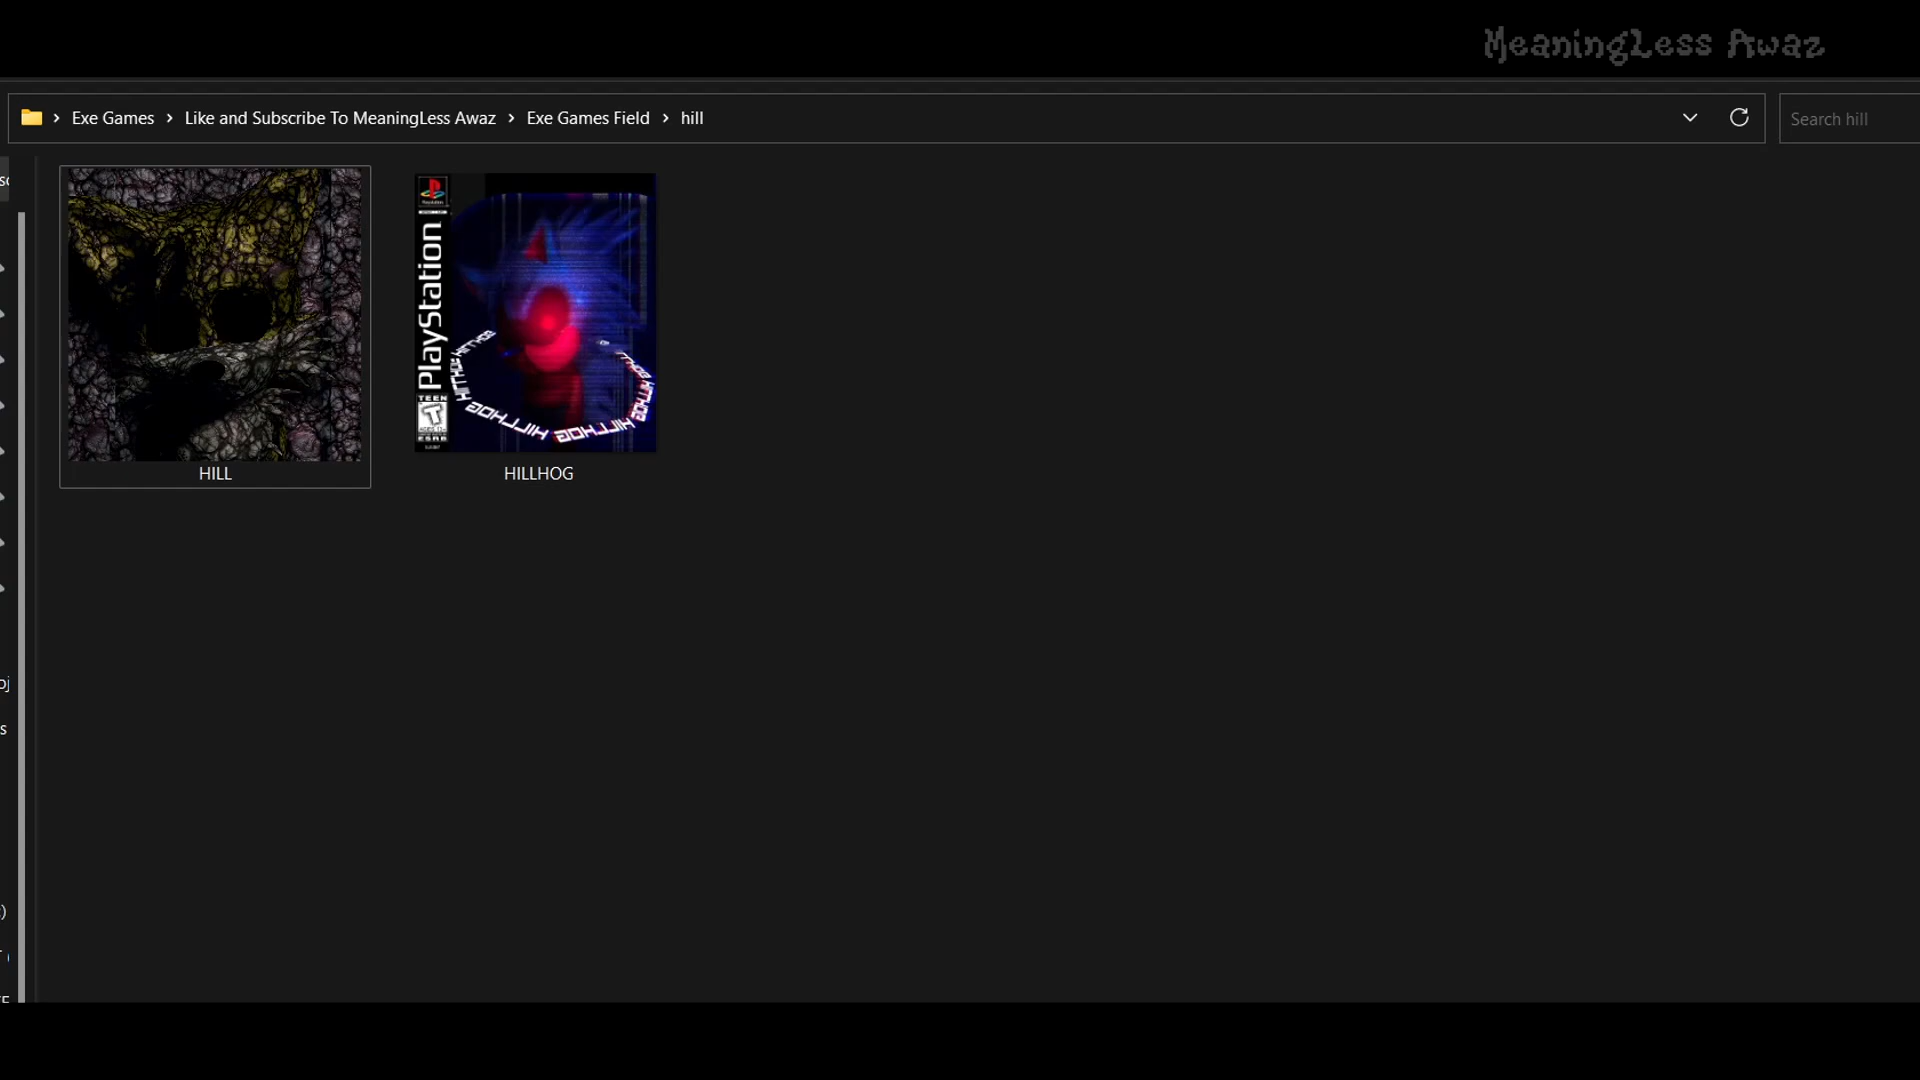 MeaningLess Awaz
Exe Games > Like and Subscribe To MeaningLess Awaz > Exe Games Field > hill
Search hill
PlayStation
TEEN
T
ESRB
HILLHOG HILLHOG
HILL
HILLHOG